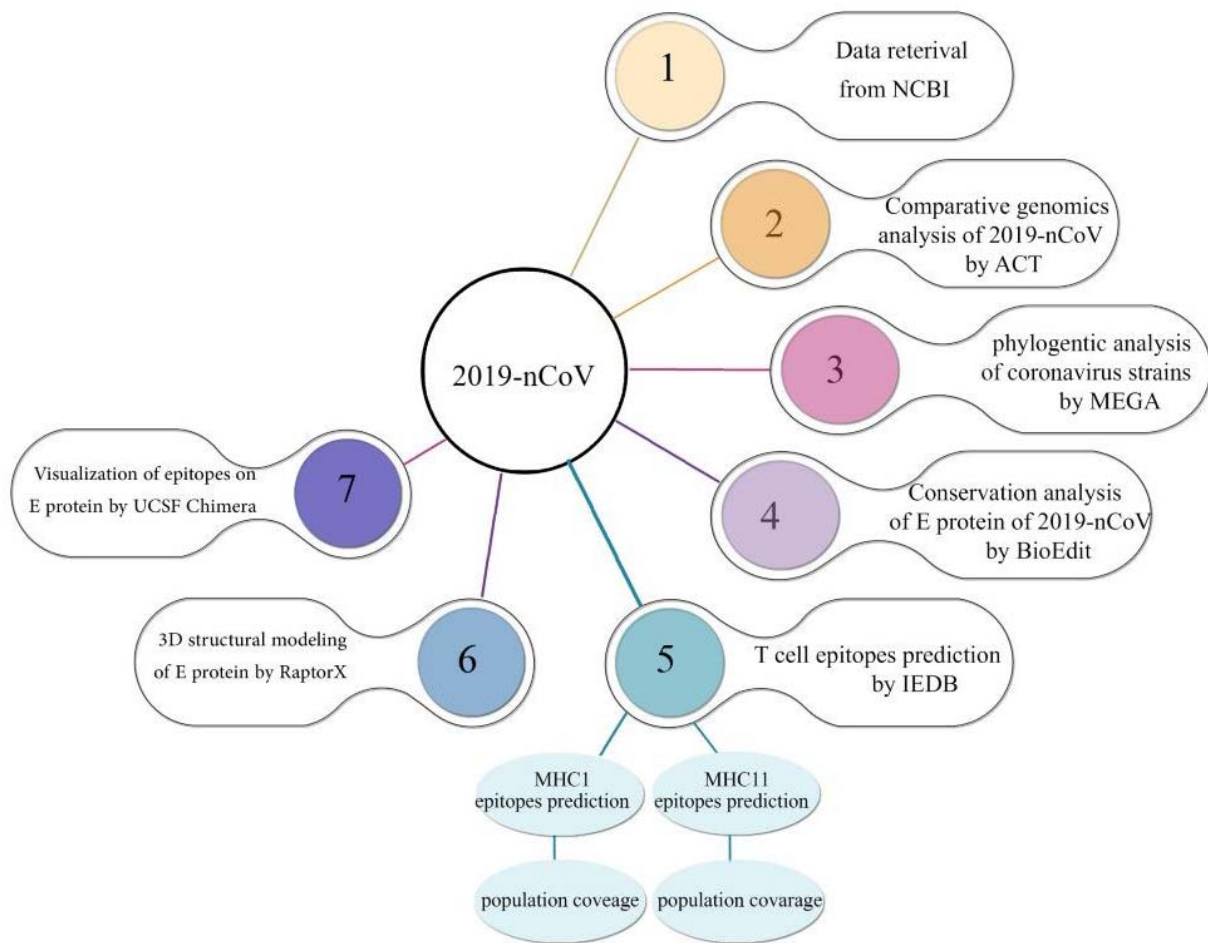 1
Data reterival
from NCBI
2
Comparative genomics
analysis of 2019-nCoV
by ACT
3
phylogentic analysis
of coronavirus strains
by MEGA
2019-nCoV
4
Conservation analysis
of E protein of 2019-nCoV
by BioEdit
7
Visualization of epitopes on
E protein by UCSF Chimera
6
3D structural modeling
of E protein by RaptorX
5
T cell epitopes prediction
by IEDB
MHC1
epitopes prediction
MHC11
epitopes prediction
population coveage
population covarage